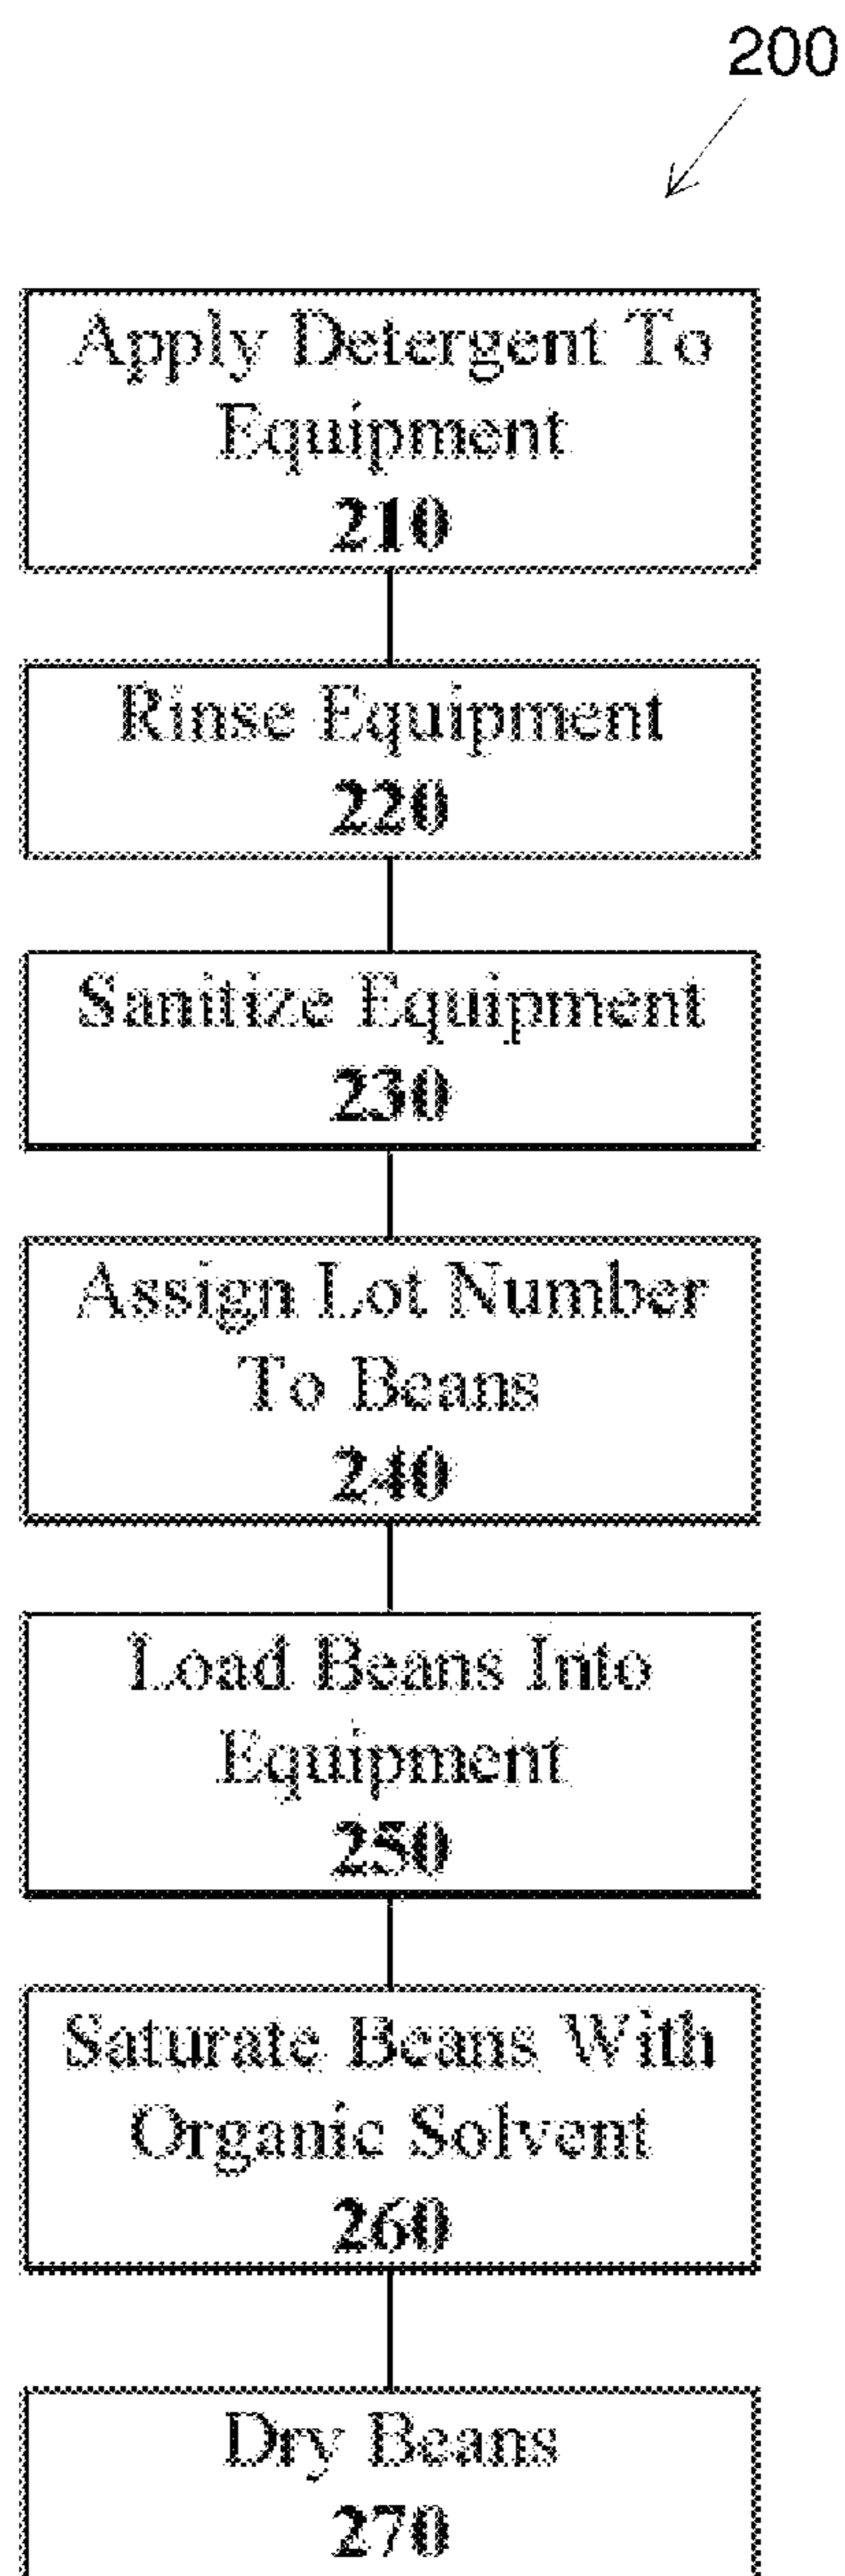 200
Apply Detergent To
Equipment
210
Rinse Equipment
220
Sanitize Equipment
230
Assign Lot Number
To Beans
240
Load Beans Into
Equipment
250
Saturate Beans With
Organic Solvent
260
Dry Beans
270